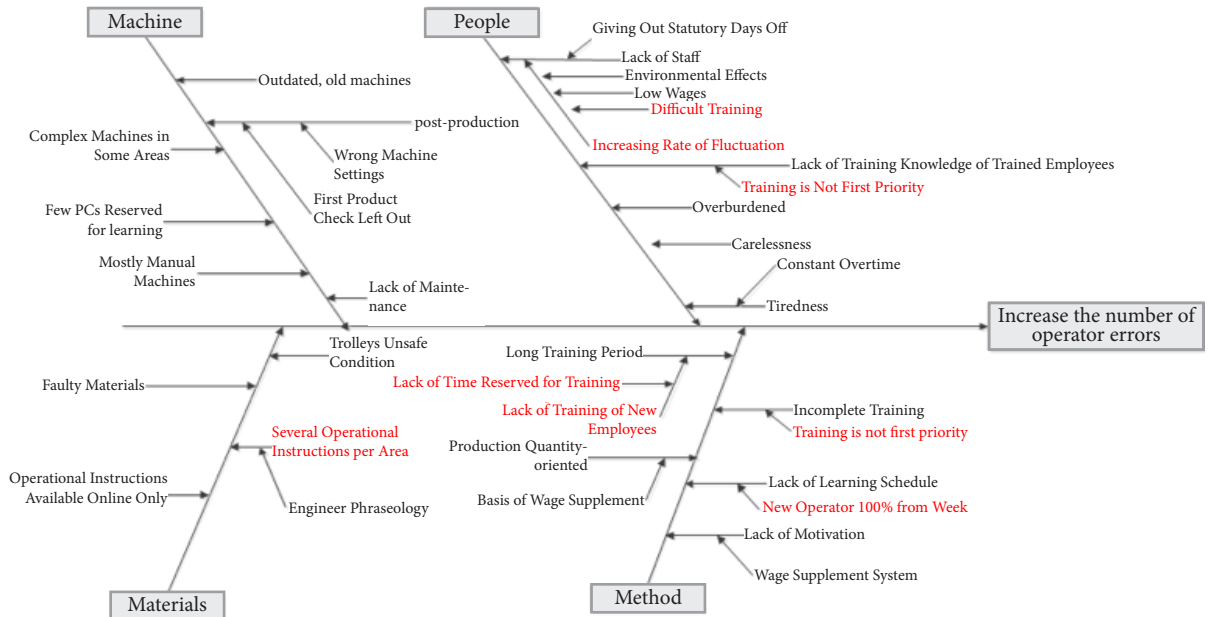 Machine
People
Giving Out Statutory Days Off
Lack of Staff
Environmental Effects
Low Wages
Difficult Training
Increasing Rate of Fluctuation
Lack of Training Knowledge of Trained Employees
Training is Not First Priority
Overburdened
Carelessness
Constant Overtime
Tiredness
Outdated, old machines
post-production
Complex Machines in
Some Areas
Wrong Machine
Settings
First Product
Check Left Out
Few PCs Reserved
for learning
Mostly Manual
Machines
Lack of Mainte-
nance
Increase the number of
operator errors
Trolleys Unsafe
Condition
Faulty Materials
Several Operational
Instructions per Area
Operational Instructions
Available Online Only
Engineer Phraseology
Materials
Long Training Period
Lack of Time Reserved for Training
Lack of Training of New
Employees
Production Quantity-
oriented
Basis of Wage Supplement
Incomplete Training
Training is not first priority
Lack of Learning Schedule
New Operator 100% from Week
Lack of Motivation
Wage Supplement System
Method